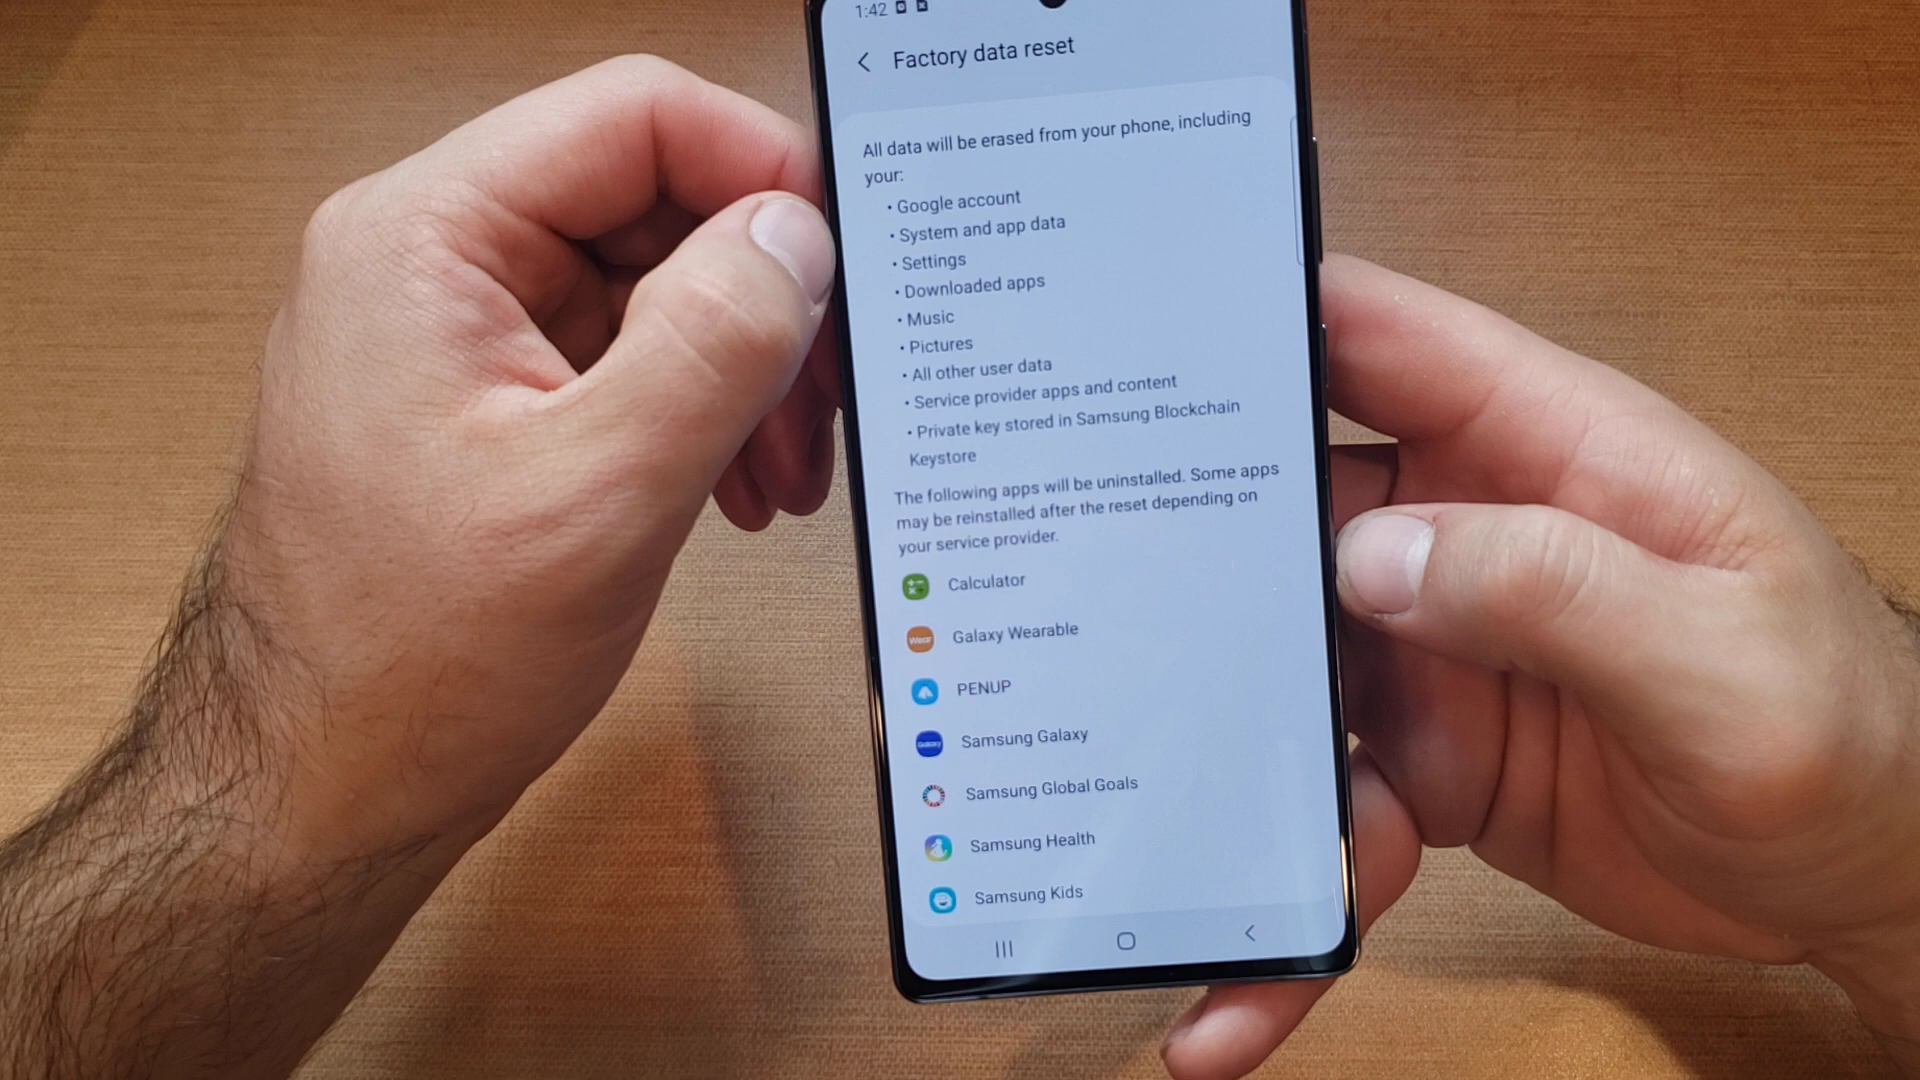 1:42
Factory data reset
All data will be erased from your phone, including
your:
• Google account
• System and app data
• Settings
• Downloaded apps
• Music
• Pictures
• All other user data
• Service provider apps and content
• Private key stored in Samsung Blockchain
Keystore
The following apps will be uninstalled. Some apps
may be reinstalled after the reset depending on
your service provider.
Calculator
Wear
Galaxy Wearable
PENUP
Galaxy
Samsung Galaxy
Samsung Global Goals
Samsung Health
Samsung Kids